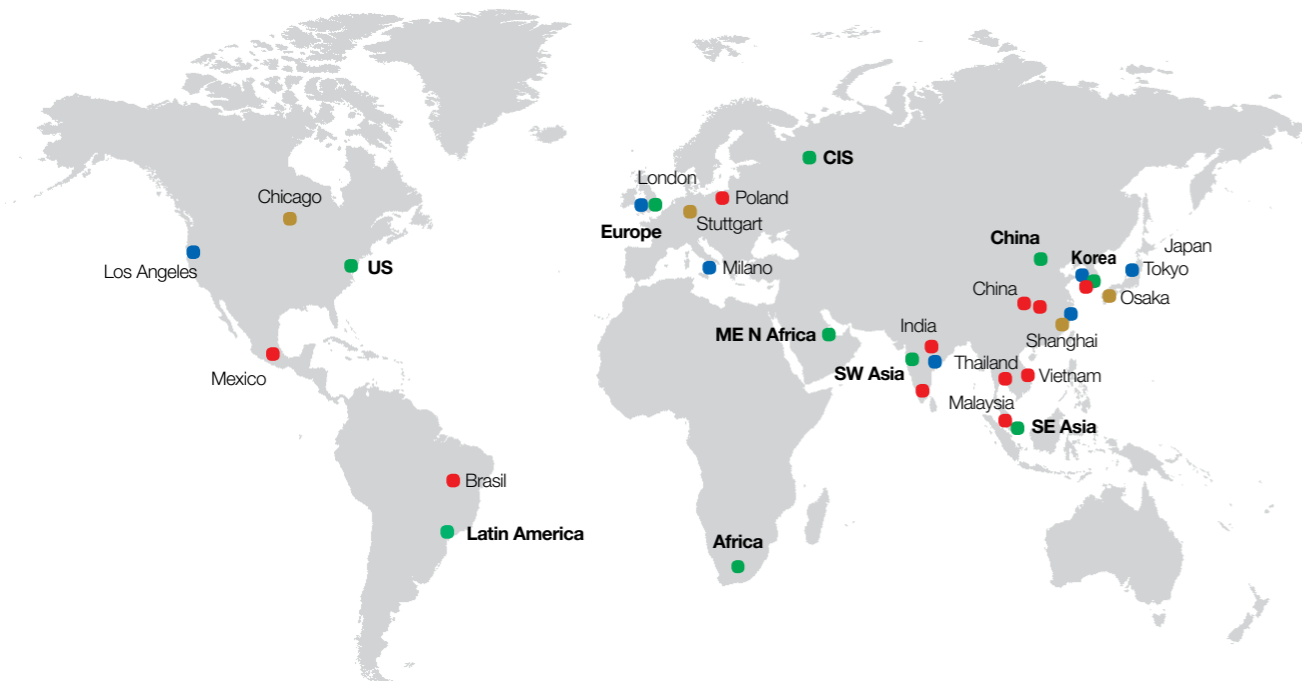 CIS
London
Chicago
Poland
Stuttgart
Europe
China
Japan
Korea
Los Angeles
US
Milano
Tokyo
China
Osaka
ME N Africa
India
Shanghai
Thailand
SW Asia
Vietnam
Mexico
Malaysia
SE Asia
Brasil
Latin America
Africa